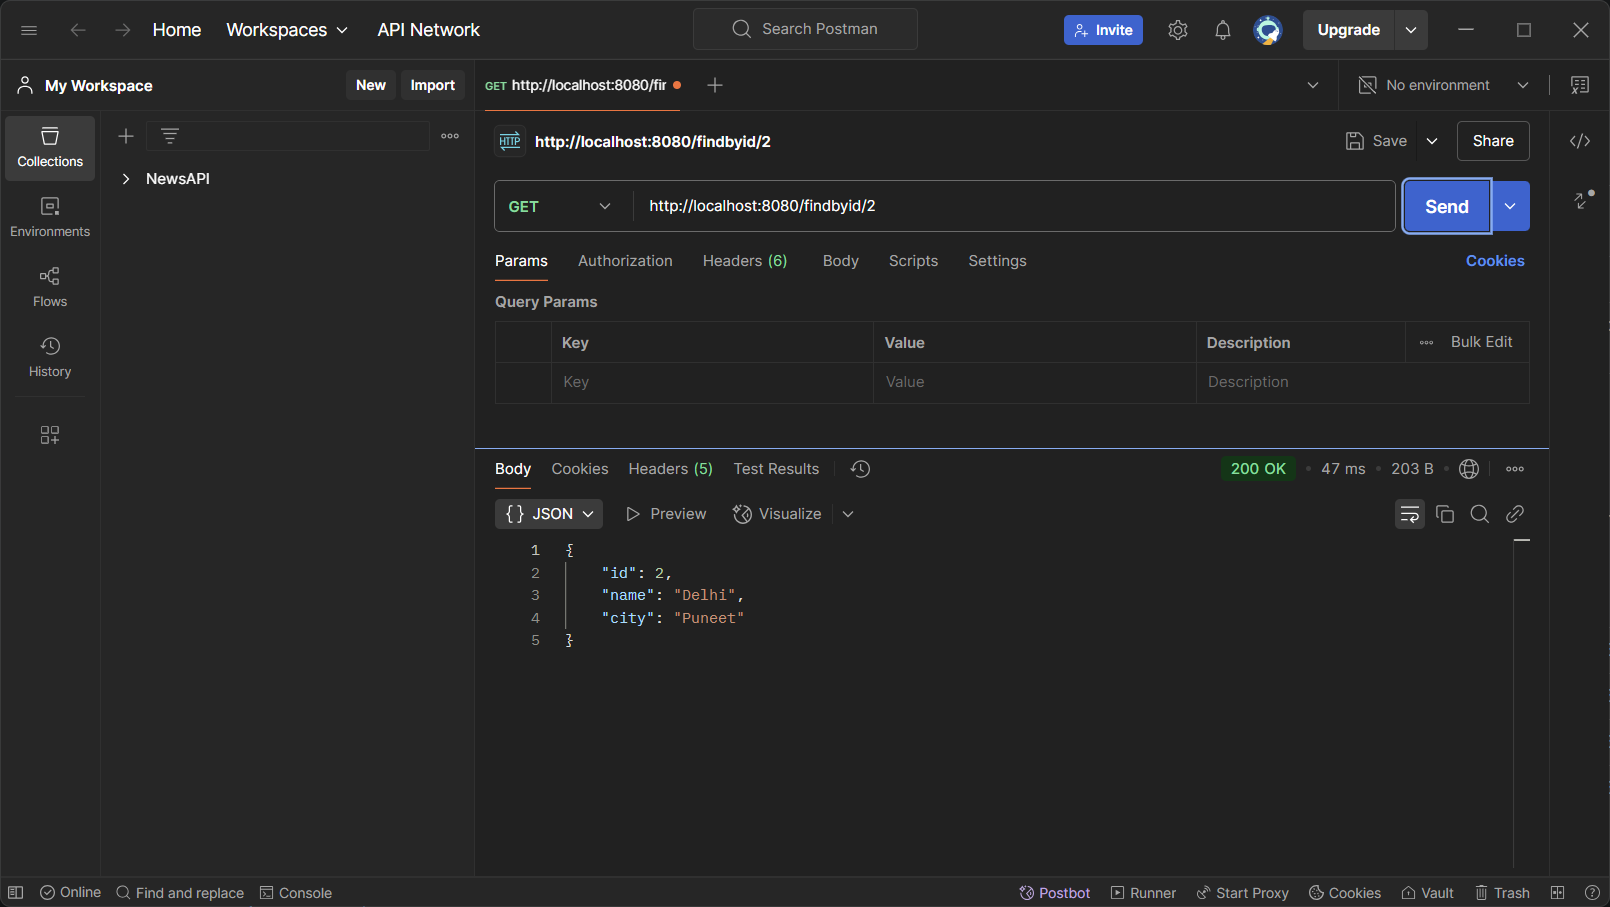 Home Workspaces API Network Search Postman Invite Upgrade
My Workspace New Import GET http://localhost:8080/fir No environment
HTTP http://localhost:8080/findbyid/2 Save Share
Collections
NewsAPI
GET http://localhost:8080/findbyid/2 Send
Environments
Params Authorization Headers (6) Body Scripts Settings Cookies
Flows
Query Params
Key Value Description Bulk Edit
History
Key Value Description
Body Cookies Headers (5) Test Results 200 OK • 47 ms • 203 B •
{} JSON Preview Visualize
1 {
2 "id": 2,
3 "name": "Delhi",
4 "city": "Puneet"
5 }
Online Find and replace Console Postbot Runner Start Proxy Cookies Vault Trash